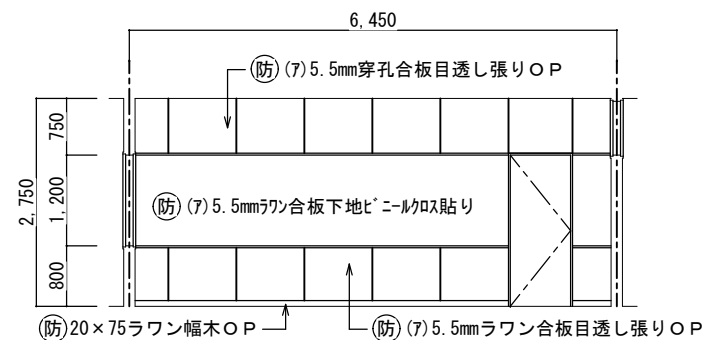 6,450
㊄防 (ｱ)5.5mm穿孔合板目透し張りＯＰ
750
2,750
1,200
防 (ｱ)5.5mmﾗﾜﾝ合板下地ﾋﾞﾆｰﾙｸﾛｽ貼り
800
防 20×75ラワン幅木ＯＰ
防 (ｱ)5.5mmラワン合板目透し張りＯＰ